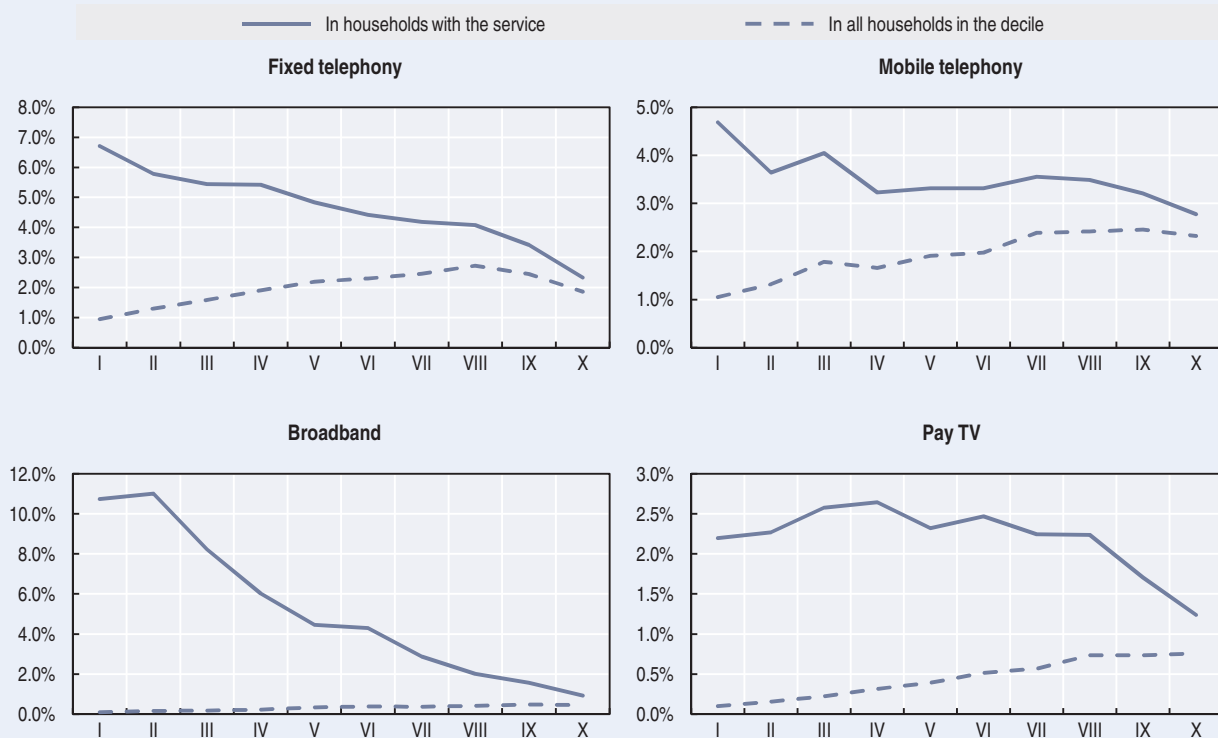 In households with the service
In all households in the decile
Fixed telephony
8.0%
7.0%
6.0%
5.0%
4.0%
3.0%
2.0%
1.0%
0.0%
I II III IV V VI VII VIII IX X
Mobile telephony
5.0%
4.0%
3.0%
2.0%
1.0%
0.0%
I II III IV V VI VII VIII IX X
Broadband
12.0%
10.0%
8.0%
6.0%
4.0%
2.0%
0.0%
I II III IV V VI VII VIII IX X
Pay TV
3.0%
2.5%
2.0%
1.5%
1.0%
0.5%
0.0%
I II III IV V VI VII VIII IX X